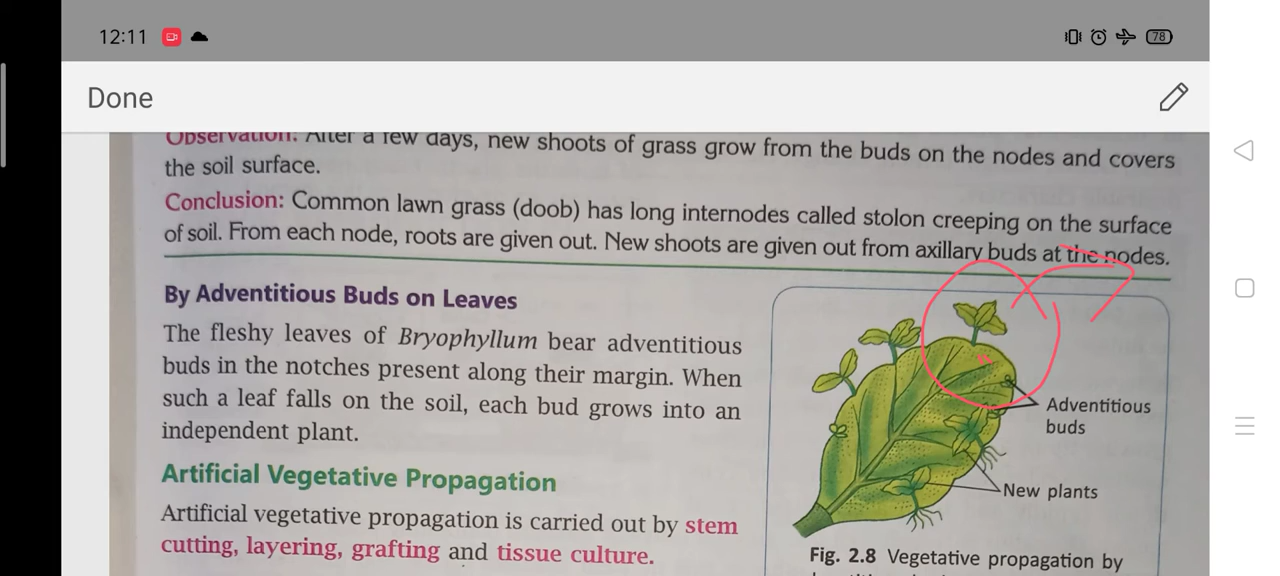 12:11
78
Done
Observation: After a few days, new shoots of grass grow from the buds on the nodes and covers
the soil surface.
Conclusion: Common lawn grass (doob) has long internodes called stolon creeping on the surface
of soil. From each node, roots are given out. New shoots are given out from axillary buds at the nodes.
By Adventitious Buds on Leaves
The fleshy leaves of Bryophyllum bear adventitious
buds in the notches present along their margin. When
such a leaf falls on the soil, each bud grows into an
independent plant.
Artificial Vegetative Propagation
Artificial vegetative propagation is carried out by stem
cutting, layering, grafting and tissue culture.
Adventitious
buds
New plants
Fig. 2.8 Vegetative propagation by